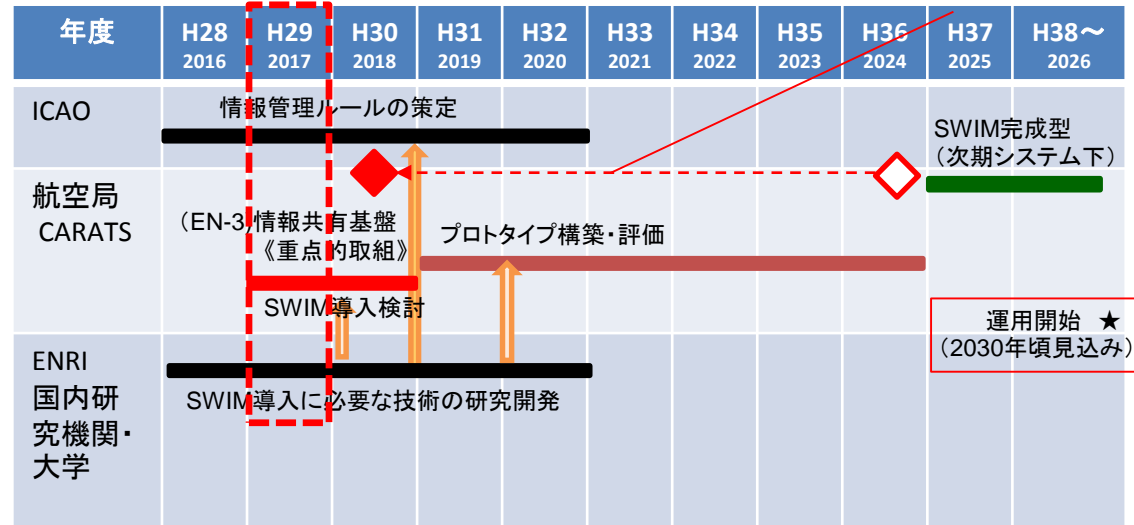 年度 H28 H29 H30 H31 H32 H33 H34 H35 H36 H37 H38～
2016 2017 2018 2019 2020 2021 2022 2023 2024 2025 2026
ICAO
情報管理ルールの策定
SWIM完成型
（次期システム下）
航空局
CARATS
（EN-3）情報共有基盤
《重点的取組》
プロトタイプ構築・評価
SWIM導入検討
運用開始 ★
（2030年頃見込み）
ENRI
国内研
究機関・
大学
SWIM導入に必要な技術の研究開発